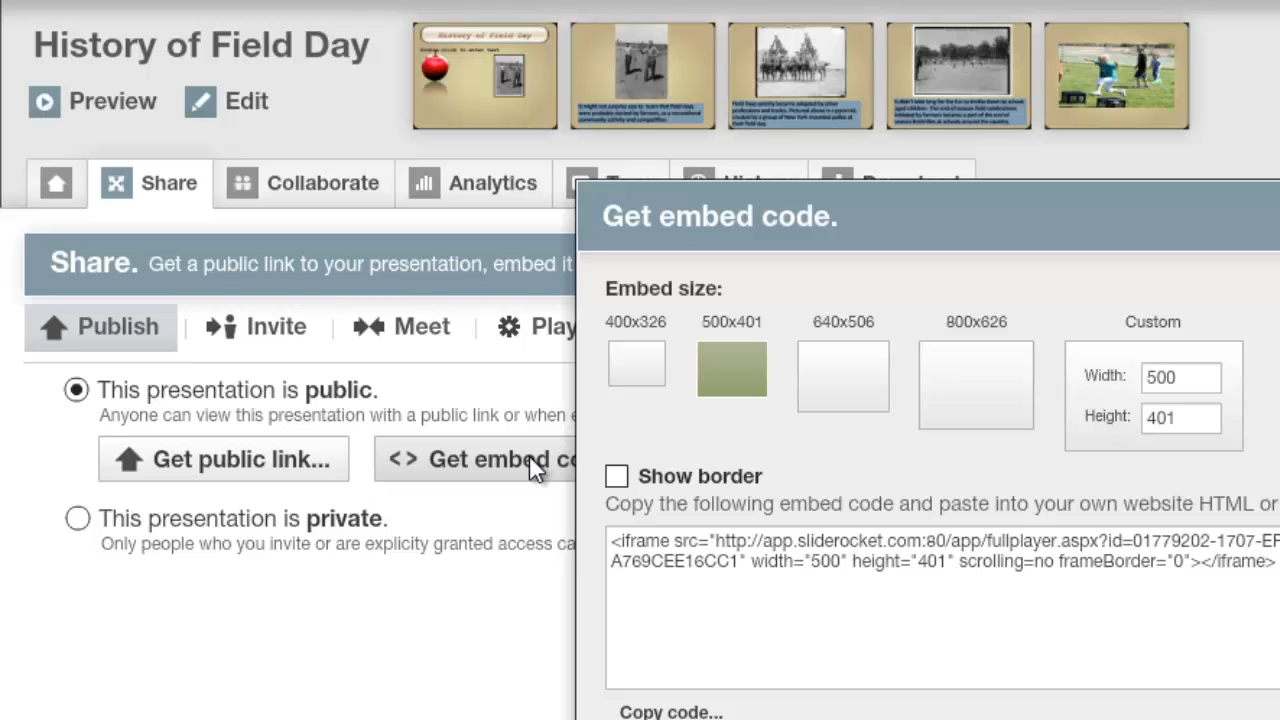 History of Field Day
Preview
Edit
History of Field Day
Share
Collaborate
Analytics
Get embed code.
Share. Get a public link to your presentation, embed it
Embed size:
400x326
500x401
640x506
800x626
Custom
Publish
Invite
Meet
Play
Width: 500
Height: 401
This presentation is public.
Anyone can view this presentation with a public link or when e
Get public link...
<> Get embed co
Show border
Copy the following embed code and paste into your own website HTML or
This presentation is private.
Only people who you invite or are explicity granted access ca
<iframe src="http://app.sliderocket.com:80/app/fullplayer.aspx?id=01779202-1707-EF
A769CEE16CC1" width="500" height="401" scrolling=no frameBorder="0"></iframe>
Copy code...